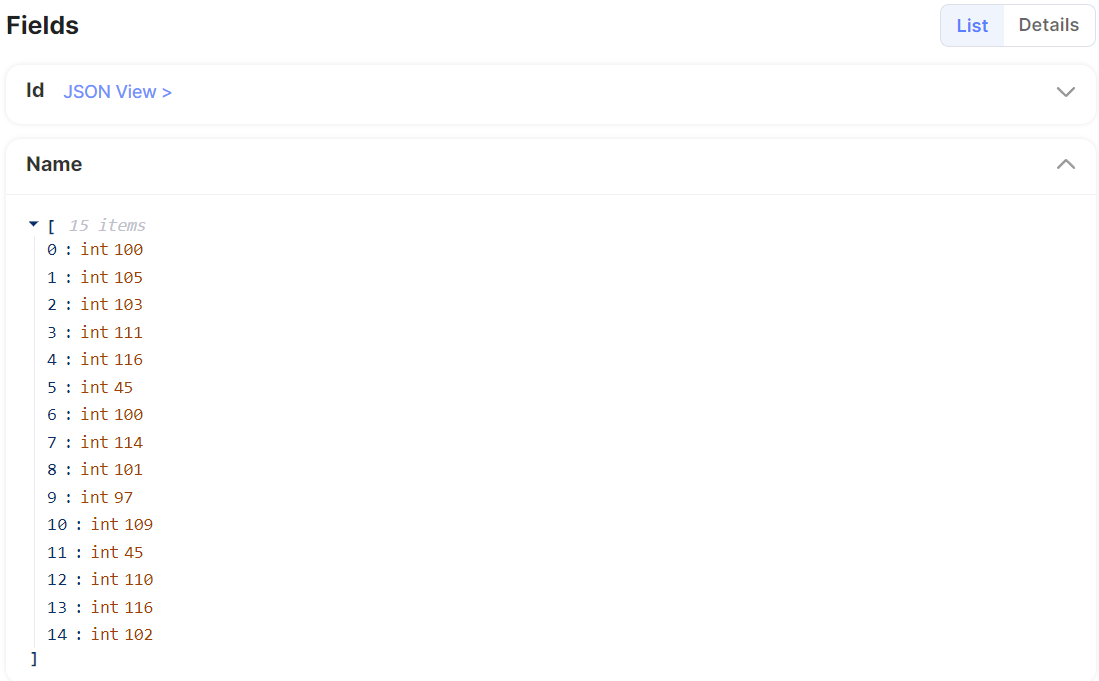 Fields
List Details
Id JSON View >
Name
[ 15 items
0 : int 100
1 : int 105
2 : int 103
3 : int 111
4 : int 116
5 : int 45
6 : int 100
7 : int 114
8 : int 101
9 : int 97
10 : int 109
11 : int 45
12 : int 110
13 : int 116
14 : int 102
]